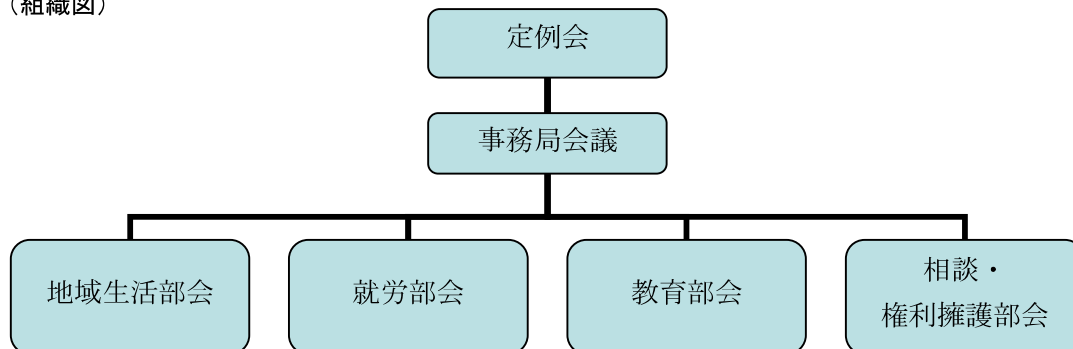 （組織図）
定例会
事務局会議
地域生活部会
就労部会
教育部会
相談・
権利擁護部会